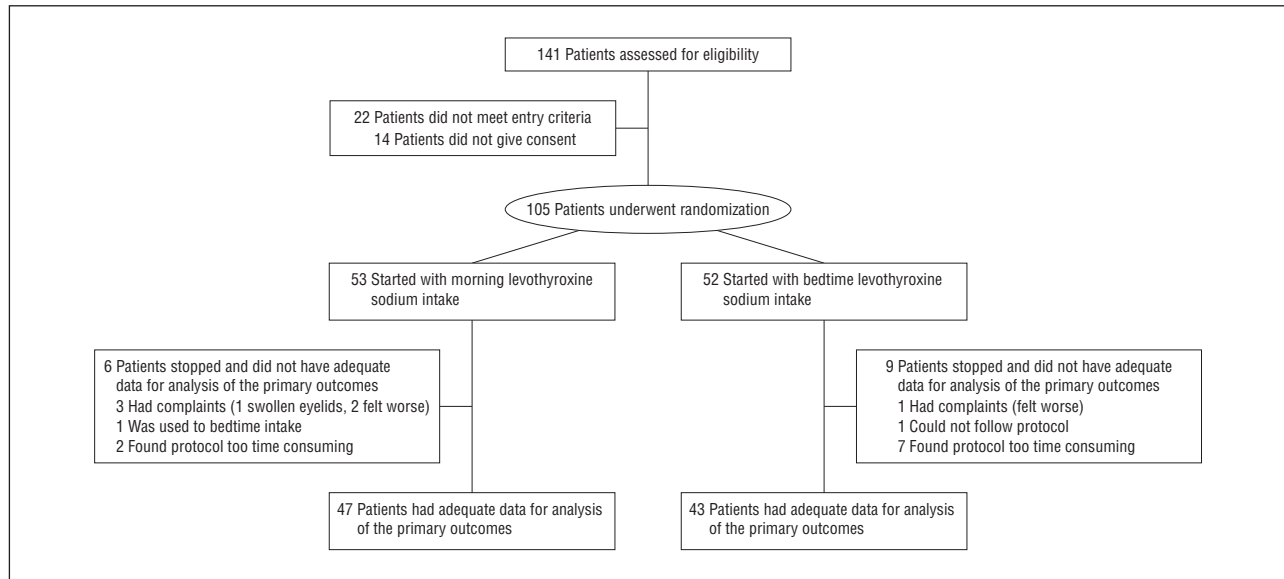 141 Patients assessed for eligibility
22 Patients did not meet entry criteria
14 Patients did not give consent
105 Patients underwent randomization
53 Started with morning levothyroxine
sodium intake
52 Started with bedtime levothyroxine
sodium intake
6 Patients stopped and did not have adequate
data for analysis of the primary outcomes
3 Had complaints (1 swollen eyelids, 2 felt worse)
1 Was used to bedtime intake
2 Found protocol too time consuming
9 Patients stopped and did not have adequate
data for analysis of the primary outcomes
1 Had complaints (felt worse)
1 Could not follow protocol
7 Found protocol too time consuming
47 Patients had adequate data for analysis
of the primary outcomes
43 Patients had adequate data for analysis
of the primary outcomes